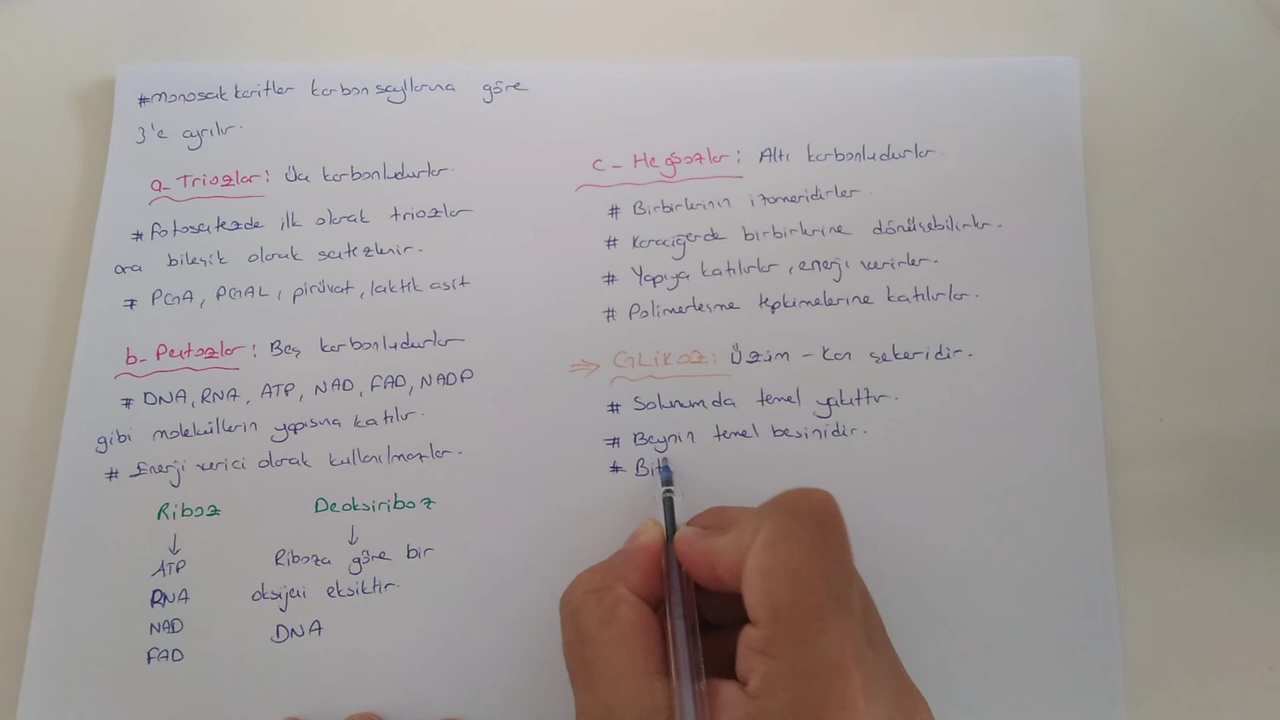 #monosakkaritler karbon sayılarına göre
3'e ayrılır.
a- Triozlar: Üç karbonludurlar.
# Fotosentezde ilk olarak triozlar
ara bileşik olarak sentezlenir.
# PGA, PGAL, pirüvat, laktik asit
b- Pentozlar: Beş karbonludurlar
# DNA, RNA, ATP, NAD, FAD, NADP
gibi moleküllerin yapısına katılır.
# Enerji verici olarak kullanılmazlar.
Riboz
↓
ATP
RNA
NAD
FAD
Deoksiriboz
↓
Riboza göre bir
oksijeni eksiktir.
DNA
c- Hegsozlar: Altı karbonludurlar.
# Birbirlerinin izomeridirler.
# Karaciğerde birbirlerine dönüşebilirler.
# Yapıya katılırlar, enerji verirler.
# Polimerleşme tepkimelerine katılırlar.
⇒ GLİKOZ: Üzüm - Kan şekeridir.
# Solunumda temel yakıttır.
# Beynin temel besinidir.
# Bit